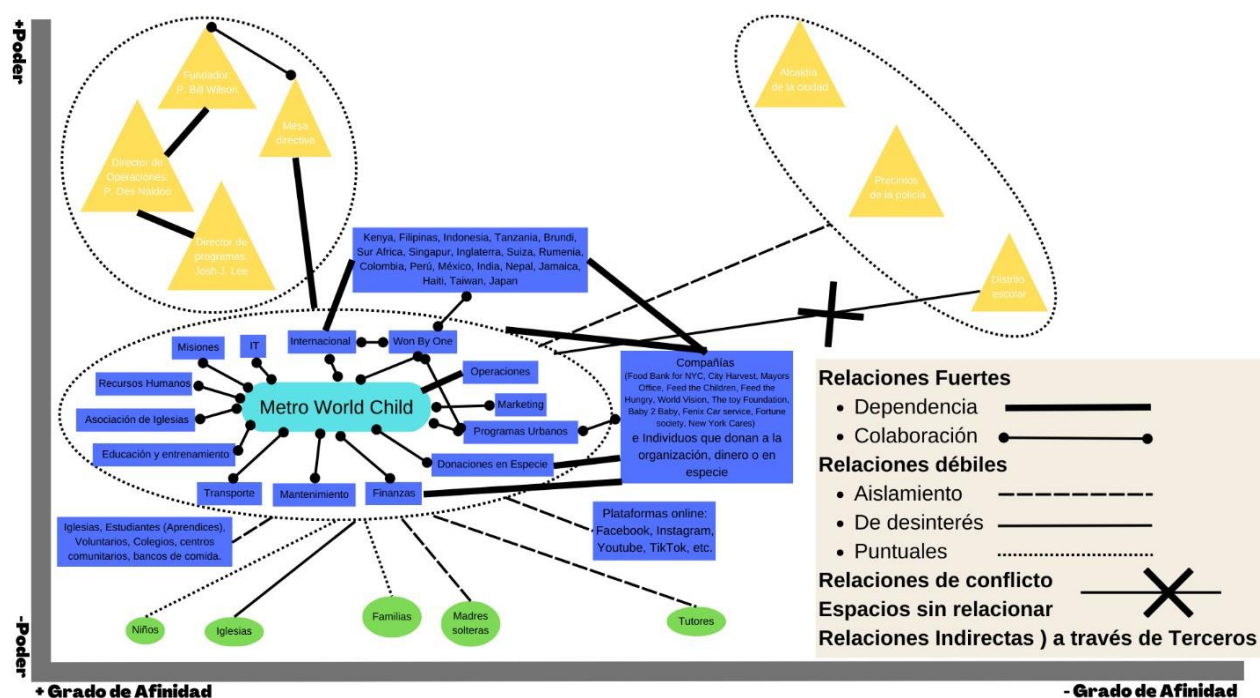 +Poder
Fundador:
P. Bill Wilson
Mesa
directiva
Director de
Operaciones:
P. Des Naidoo
Director de
programas:
Josh J. Lee
Alcaldía
de la ciudad
Precintos
de la policía
Distrito
escolar
Kenya, Filipinas, Indonesia, Tanzania, Brundi,
Sur Africa, Singapur, Inglaterra, Suiza, Rumenia,
Colombia, Perú, México, India, Nepal, Jamaica,
Haiti, Taiwan, Japan
Misiones
IT
Internacional
Won By One
Operaciones
Recursos Humanos
Metro World Child
Marketing
Asociación de Iglesias
Programas Urbanos
Educación y entrenamiento
Donaciones en Especie
Transporte
Mantenimiento
Finanzas
Compañías
(Food Bank for NYC, City Harvest, Mayors
Office, Feed the Children, Feed the
Hungry, World Vision, The toy Foundation,
Baby 2 Baby, Fenix Car service, Fortune
society, New York Cares)
e Individuos que donan a la
organización, dinero o en
especie
Iglesias, Estudiantes (Aprendices),
Voluntarios, Colegios, centros
comunitarios, bancos de comida.
Plataformas online:
Facebook, Instagram,
Youtube, TikTok, etc.
Niños
Iglesias
Familias
Madres
solteras
Tutores
Relaciones Fuertes
• Dependencia
• Colaboración
Relaciones débiles
• Aislamiento
• De desinterés
• Puntuales
Relaciones de conflicto
Espacios sin relacionar
Relaciones Indirectas ) a través de Terceros
-Poder
+ Grado de Afinidad
- Grado de Afinidad